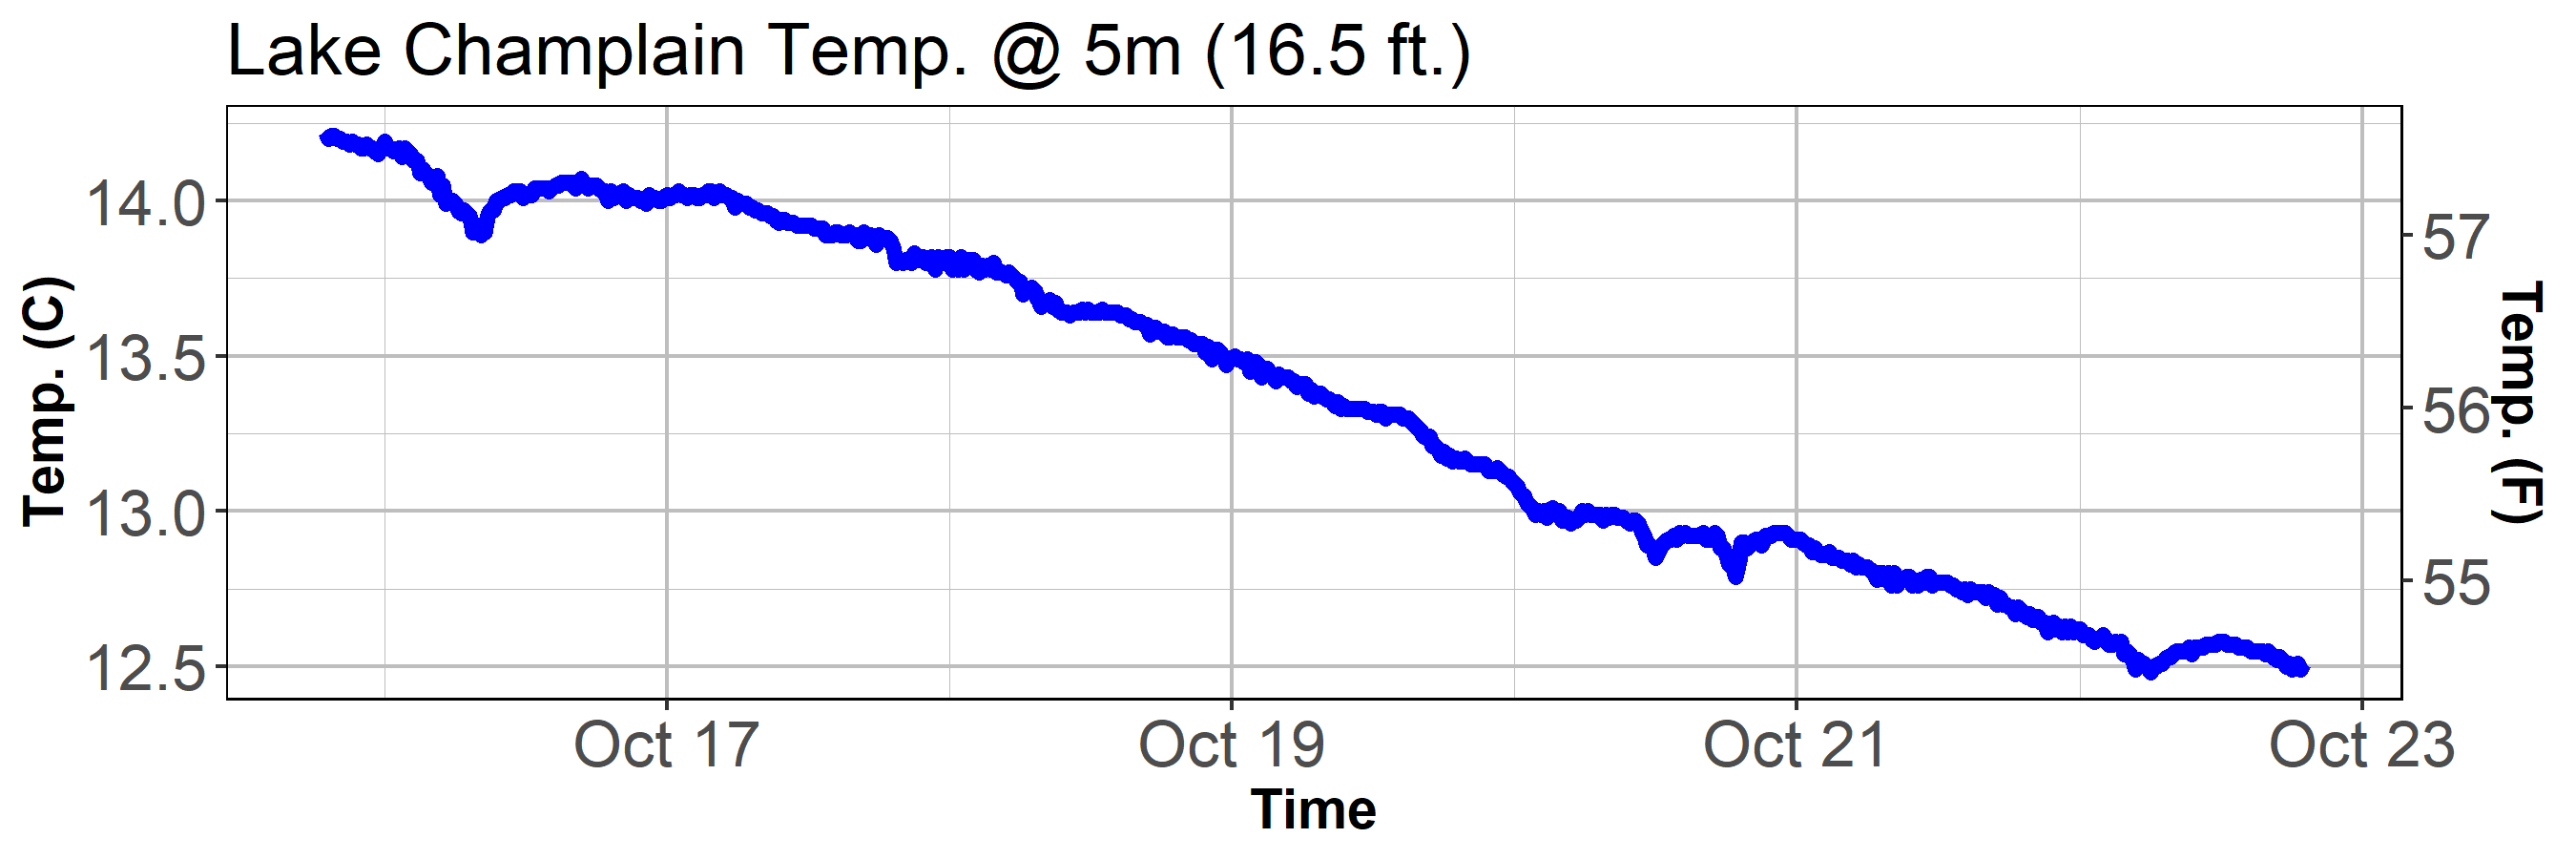 Lake Champlain Temp. @ 5m (16.5 ft.)
Temp. (C)
14.0
13.5
13.0
12.5
57
56
55
Temp. (F)
Oct 17 Oct 19 Oct 21 Oct 23
Time